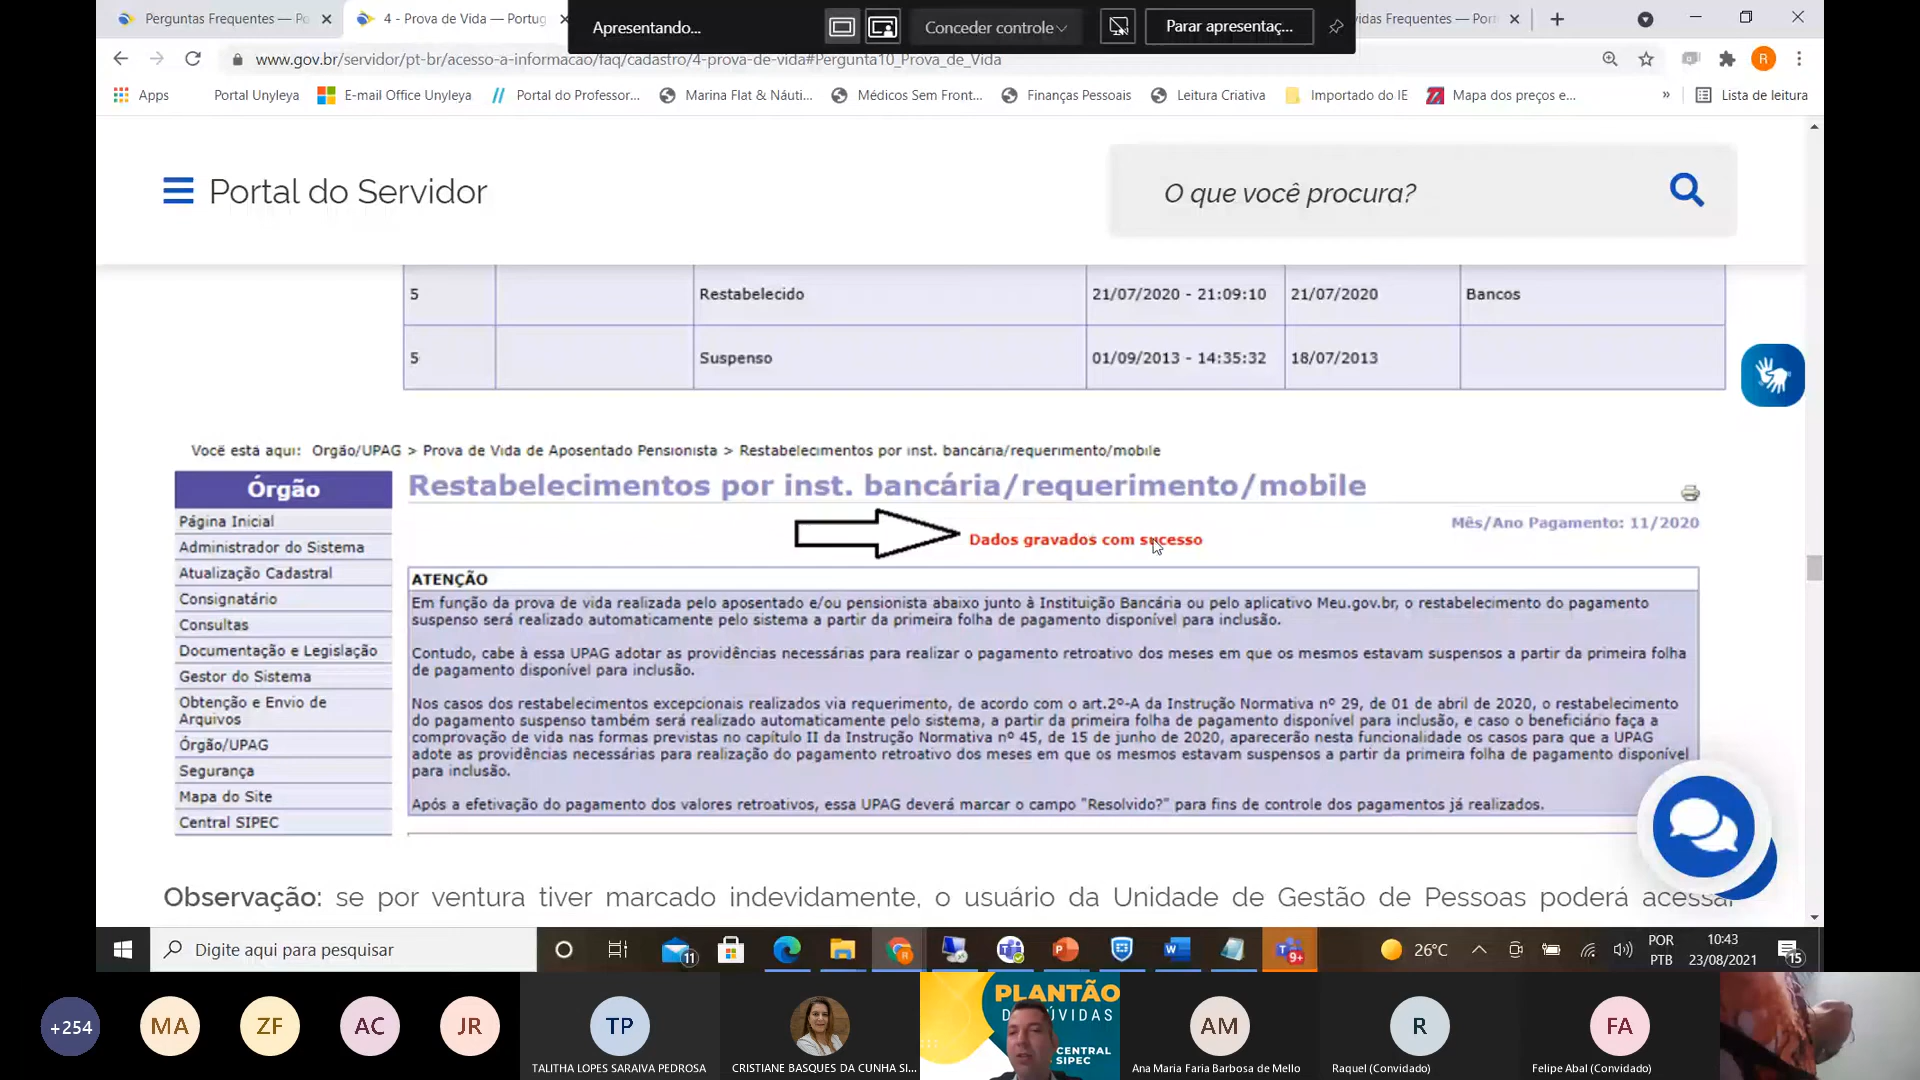 Perguntas Frequentes — Po
4 - Prova de Vida — Portug
Apresentando...
Conceder controle
Parar apresentaç...
vidas Frequentes — Port
www.gov.br/servidor/pt-br/acesso-a-informacao/faq/cadastro/4-prova-de-vida#Pergunta10_Prova_de_Vida
R
Apps
Portal Unyleya
E-mail Office Unyleya
Portal do Professor...
Marina Flat & Náuti...
Médicos Sem Front...
Finanças Pessoais
Leitura Criativa
Importado do IE
Mapa dos preços e...
»
Lista de leitura
Portal do Servidor
O que você procura?
5 Restabelecido 21/07/2020 - 21:09:10 21/07/2020 Bancos
5 Suspenso 01/09/2013 - 14:35:32 18/07/2013
Você está aqui: Orgão/UPAG > Prova de Vida de Aposentado Pensionista > Restabelecimentos por inst. bancária/requerimento/mobile
Órgão
Página Inicial
Administrador do Sistema
Atualização Cadastral
Consignatário
Consultas
Documentação e Legislação
Gestor do Sistema
Obtenção e Envio de
Arquivos
Órgão/UPAG
Segurança
Mapa do Site
Central SIPEC
Restabelecimentos por inst. bancária/requerimento/mobile
Mês/Ano Pagamento: 11/2020
Dados gravados com sucesso
ATENÇÃO
Em função da prova de vida realizada pelo aposentado e/ou pensionista abaixo junto à Instituição Bancária ou pelo aplicativo Meu.gov.br, o restabelecimento do pagamento
suspenso será realizado automaticamente pelo sistema a partir da primeira folha de pagamento disponível para inclusão.
Contudo, cabe à essa UPAG adotar as providências necessárias para realizar o pagamento retroativo dos meses em que os mesmos estavam suspensos a partir da primeira folha
de pagamento disponível para inclusão.
Nos casos dos restabelecimentos excepcionais realizados via requerimento, de acordo com o art.2º-A da Instrução Normativa nº 29, de 01 de abril de 2020, o restabelecimento
do pagamento suspenso também será realizado automaticamente pelo sistema, a partir da primeira folha de pagamento disponível para inclusão, e caso o beneficiário faça a
comprovação de vida nas formas previstas no capítulo II da Instrução Normativa nº 45, de 15 de junho de 2020, aparecerão nesta funcionalidade os casos para que a UPAG
adote as providências necessárias para realização do pagamento retroativo dos meses em que os mesmos estavam suspensos a partir da primeira folha de pagamento disponível
para inclusão.
Após a efetivação do pagamento dos valores retroativos, essa UPAG deverá marcar o campo "Resolvido?" para fins de controle dos pagamentos já realizados.
Observação: se por ventura tiver marcado indevidamente, o usuário da Unidade de Gestão de Pessoas poderá acessar
Digite aqui para pesquisar
11
9+
26°C
POR
PTB
10:43
23/08/2021
15
+254
MA
ZF
AC
JR
TP
TALITHA LOPES SARAIVA PEDROSA
CRISTIANE BASQUES DA CUNHA SI...
PLANTÃO
CENTRAL
SIPEC
AM
Ana Maria Faria Barbosa de Mello
R
Raquel (Convidado)
FA
Felipe Abal (Convidado)